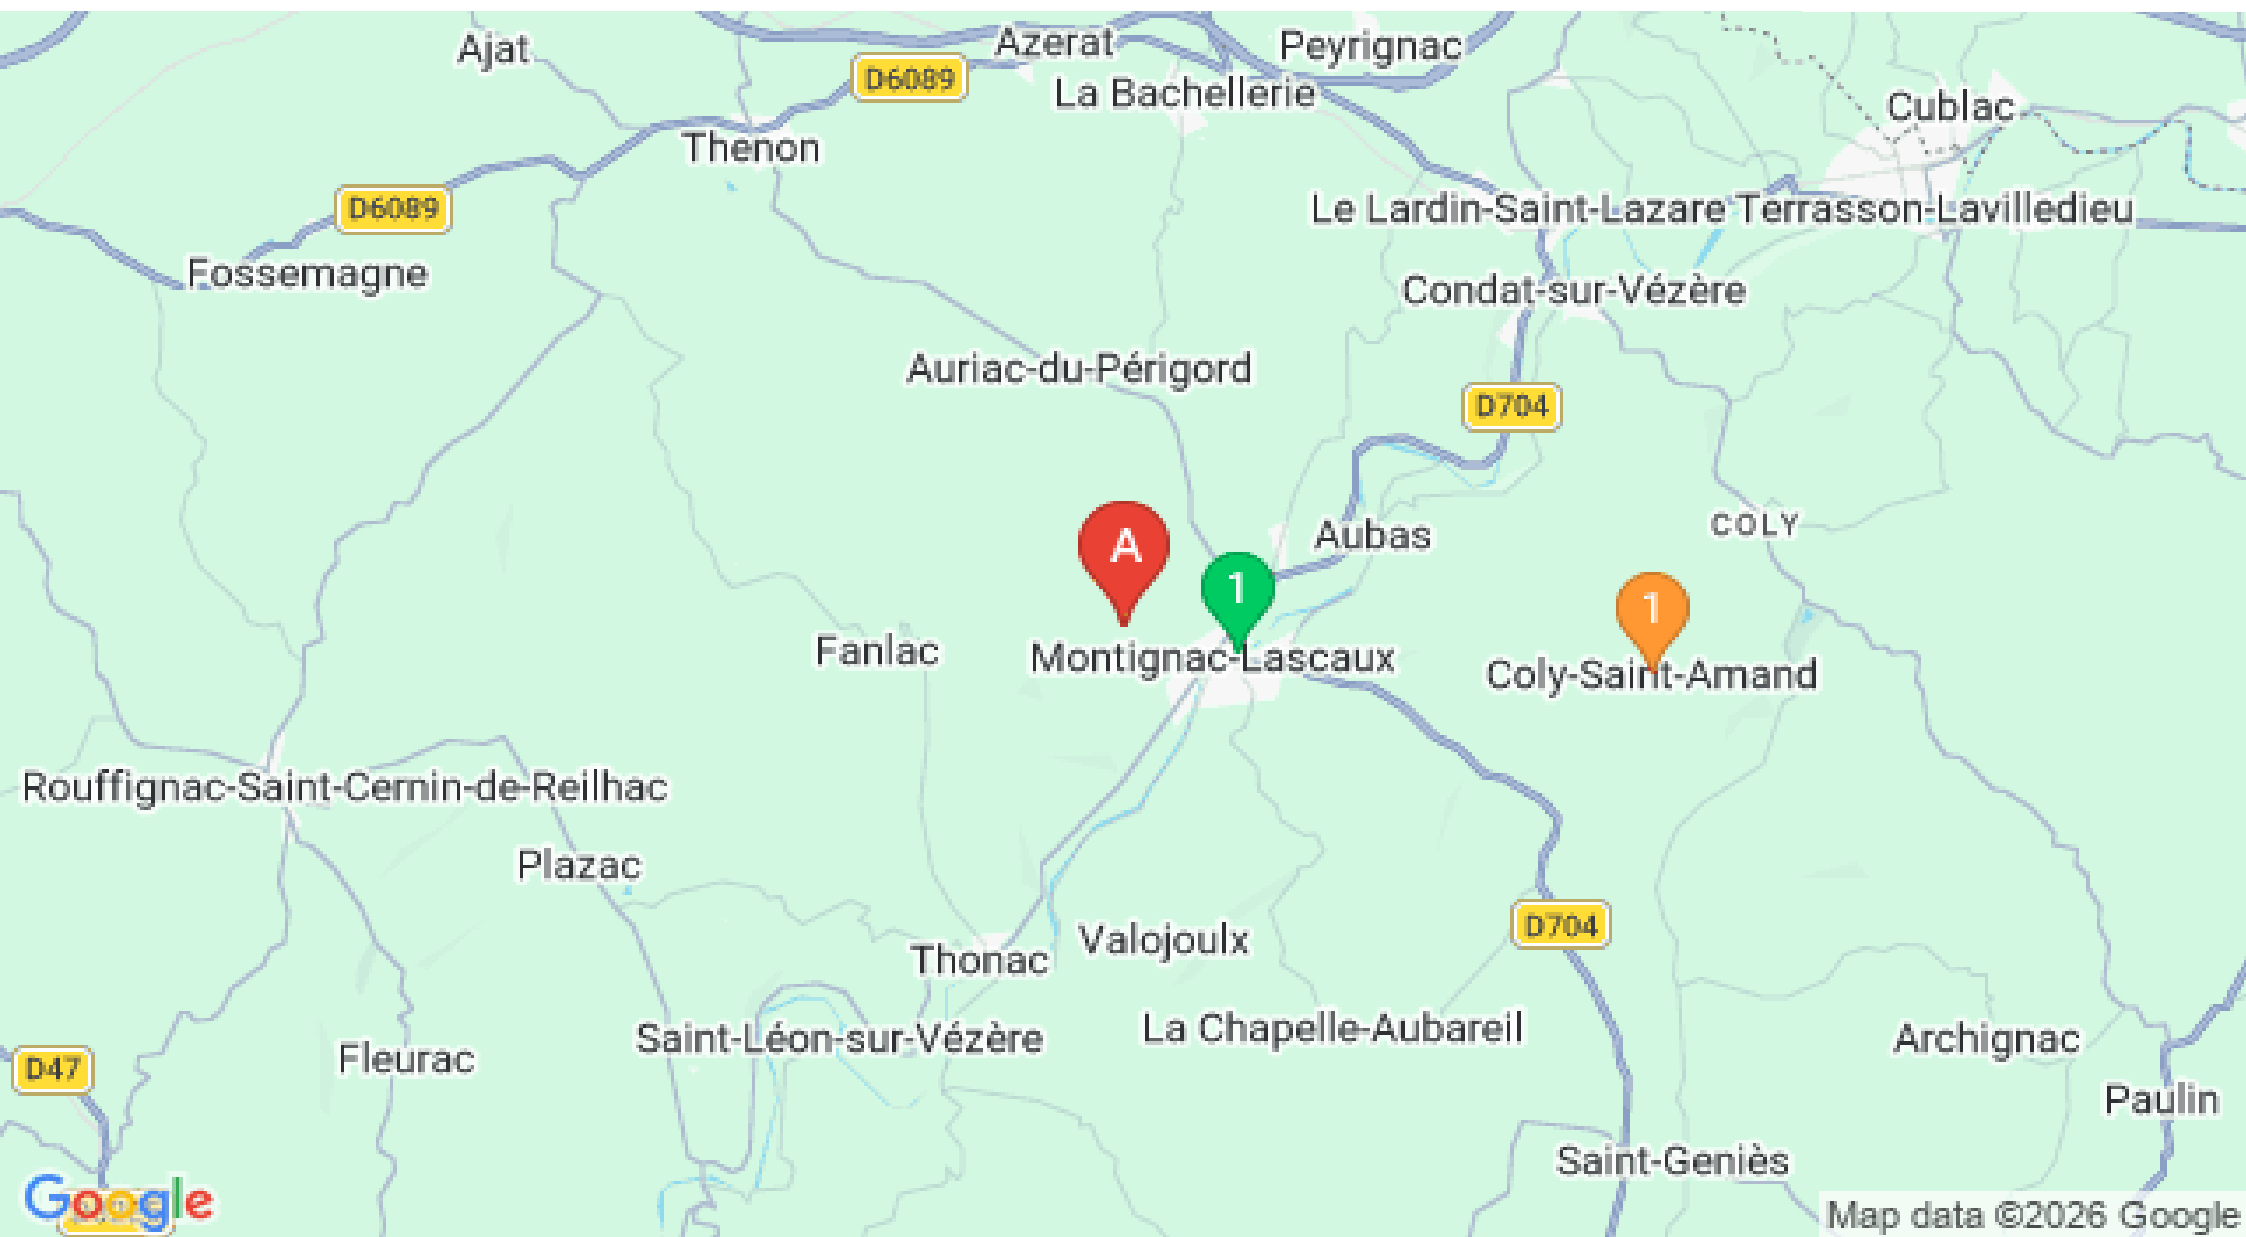 Ajat
Azerat
Peyrignac
D6089
La Bachellerie
Cublac
Thenon
D6089
Le Lardin-Saint-Lazare
Terrasson-Lavilledieu
Fossemagne
Condat-sur-Vézère
Auriac-du-Périgord
D704
COLY
Aubas
A
1
1
Fanlac
Montignac-Lascaux
Coly-Saint-Amand
Rouffignac-Saint-Cernin-de-Reilhac
Plazac
D704
Valojoulx
Thonac
La Chapelle-Aubareil
Saint-Léon-sur-Vézère
Archignac
Fleurac
D47
Paulin
Saint-Geniès
Google
Map data ©2026 Google